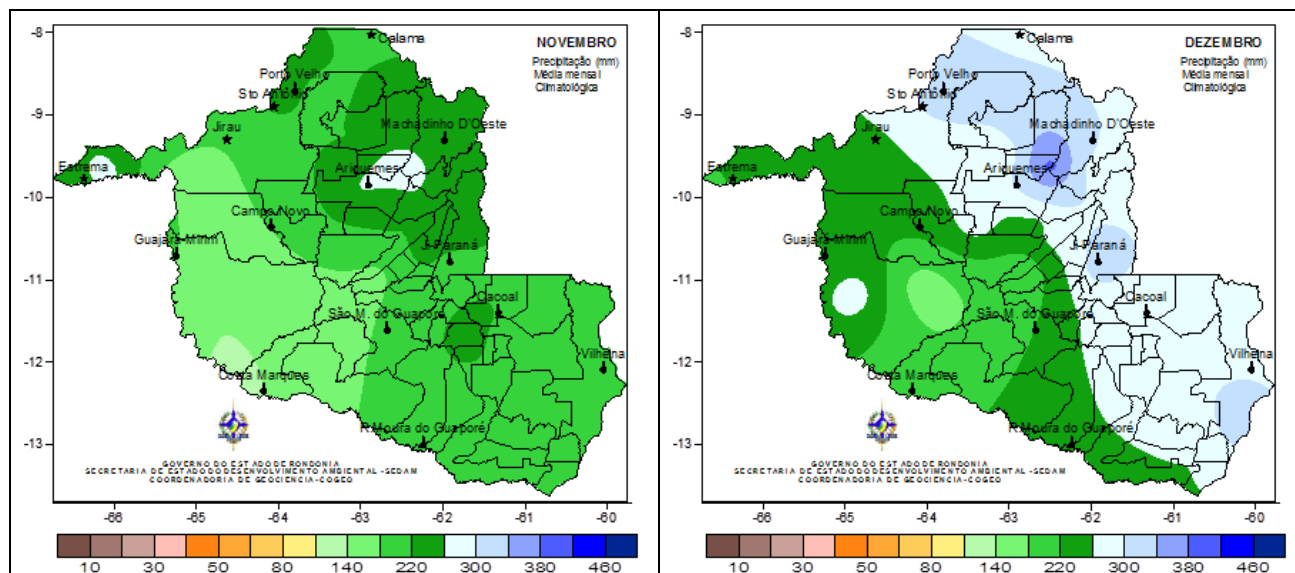 NOVEMBRO
Precipitação (mm)
Média mensal
Climatológica
-8
-9
-10
-11
-12
-13
Calama
Porto Velho
Sto Antônio
Jirau
Machadinho D'Oeste
Extrema
Ariquemes
Campo Novo
Guajará-Mirim
Ji-Paraná
Cacoal
São M. do Guaporé
Vilhena
Costa Marques
R.Moura do Guaporé
GOVERNO DO ESTADO DE RONDONIA
SECRETARIA DE ESTADO DO DESENVOLVIMENTO AMBIENTAL -SEDAM
COORDENADORIA DE GEOCIENCIA-COGEO
-66 -65 -64 -63 -62 -61 -60
10 30 50 80 100 140 220 300 380 460
DEZEMBRO
Precipitação (mm)
Média mensal
Climatológica
-8
-9
-10
-11
-12
-13
Calama
Porto Velho
Sto Antônio
Jirau
Machadinho D'Oeste
Extrema
Ariquemes
Campo Novo
Guajará-Mirim
Ji-Paraná
Cacoal
São M. do Guaporé
Vilhena
Costa Marques
R.Moura do Guaporé
GOVERNO DO ESTADO DE RONDONIA
SECRETARIA DE ESTADO DO DESENVOLVIMENTO AMBIENTAL -SEDAM
COORDENADORIA DE GEOCIENCIA-COGEO
-66 -65 -64 -63 -62 -61 -60
10 30 50 80 100 140 220 300 380 460